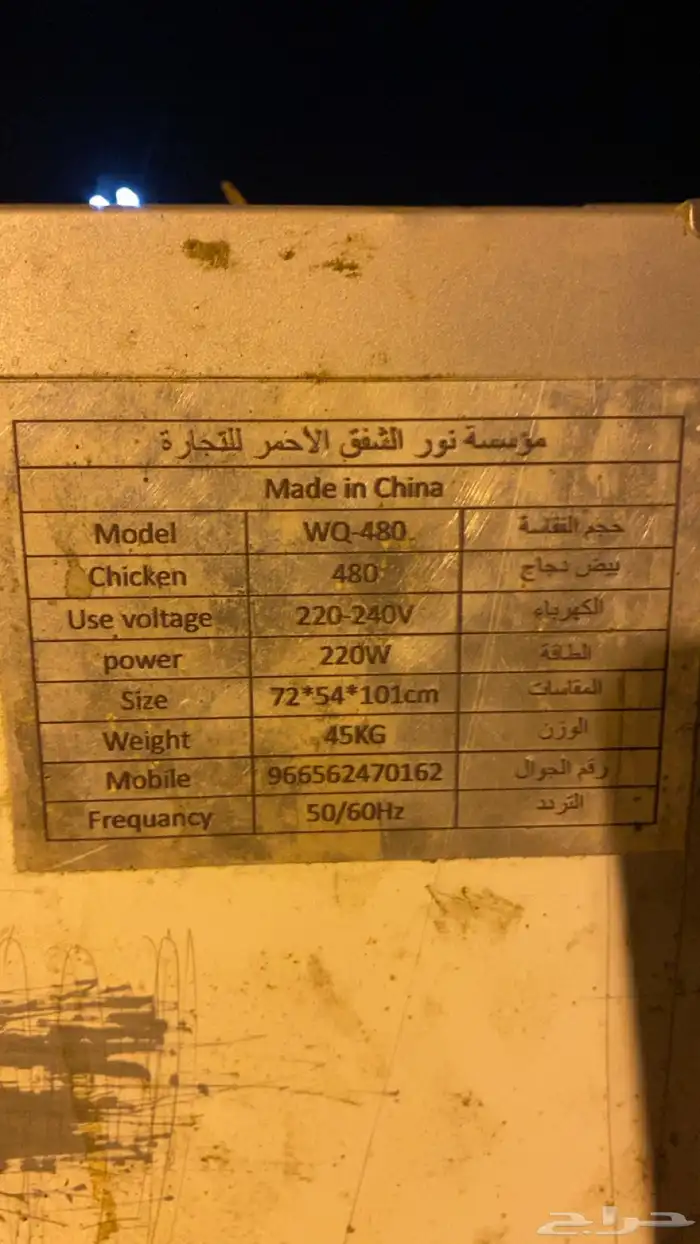 مؤسسة نور الشفق الأحمر للتجارة
Made in China
Model WQ-480 حجم الفقاسة
Chicken 480 بيض دجاج
Use voltage 220-240V الكهرباء
power 220W الطاقة
Size 72*54*101cm المقاسات
Weight 45KG الوزن
Mobile 966562470162 رقم الجوال
Frequancy 50/60Hz التردد
حراج